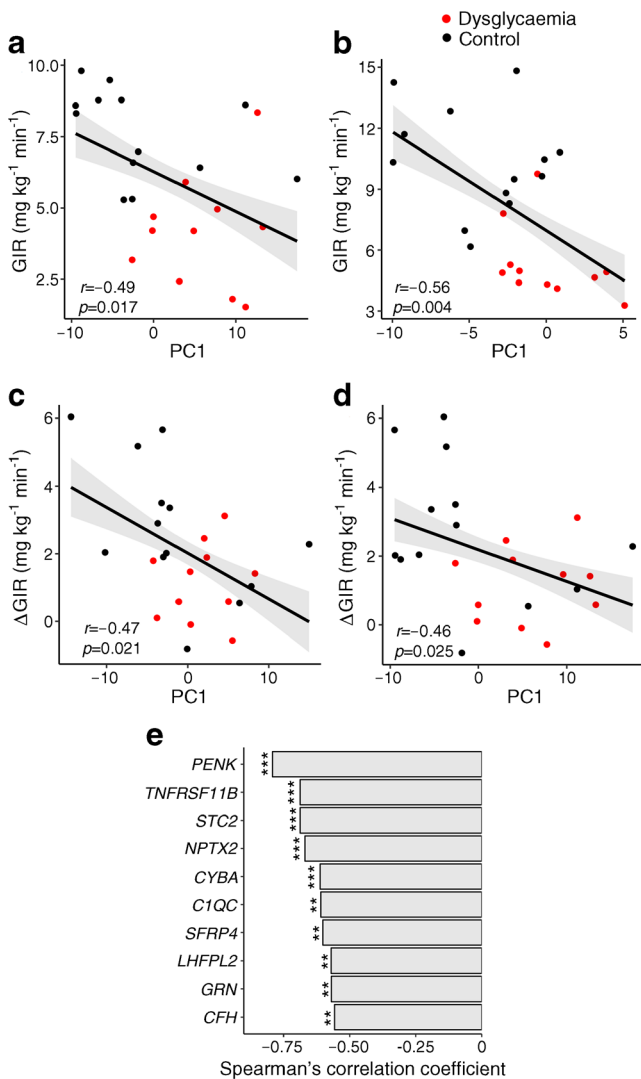 Dysglycaemia
Control
a
10.0
7.5
5.0
2.5
GIR (mg kg-1 min-1)
r=−0.49
p=0.017
−10
0
10
PC1
b
15
12
9
6
3
GIR (mg kg-1 min-1)
r=−0.56
p=0.004
−10
−5
0
5
PC1
c
6
4
2
0
ΔGIR (mg kg-1 min-1)
r=−0.47
p=0.021
−10
0
10
PC1
d
6
4
2
0
ΔGIR (mg kg-1 min-1)
r=−0.46
p=0.025
−10
0
10
PC1
e
PENK ***
TNFRSF11B ***
STC2 ***
NPTX2 ***
CYBA ***
C1QC **
SFRP4 **
LHFPL2 **
GRN **
CFH **
−0.75 −0.50 -0.25 0
Spearman's correlation coefficient